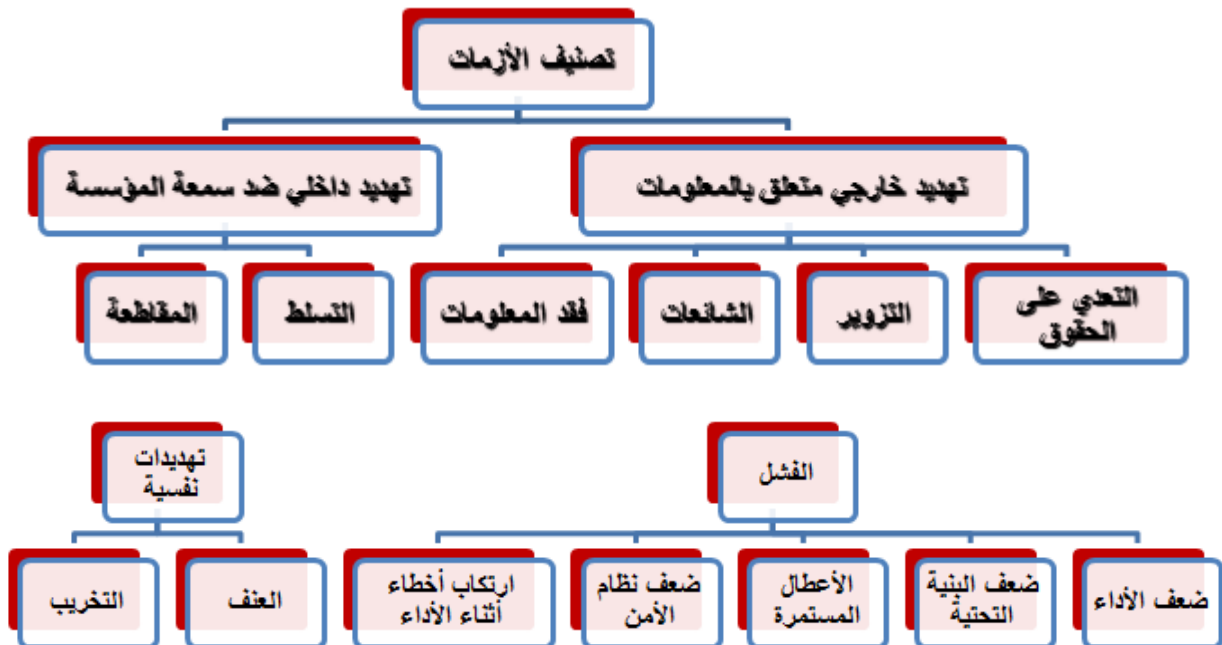 تصنيف الأزمات
تهديد خارجي متعلق بالمعلومات
تهديد داخلي ضد سمعة المؤسسة
التعدي على
الحقوق
التزوير
الشائعات
فقد المعلومات
التسلط
المقاطعة
الفشل
تهديدات
نفسية
ضعف الأداء
ضعف البنية
التحتية
الأعطال
المستمرة
ضعف نظام
الأمن
ارتكاب أخطاء
أثناء الأداء
العنف
التخريب